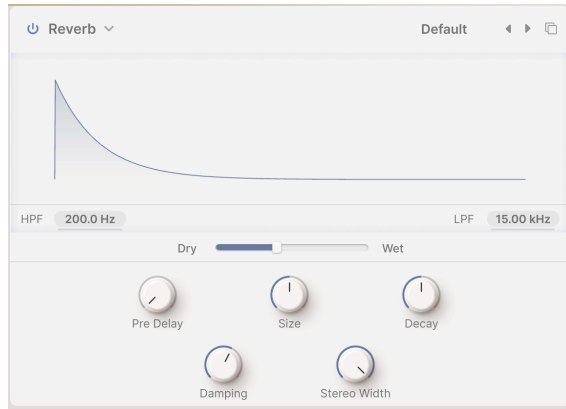 Reverb
Default
HPF 200.0 Hz
LPF 15.00 kHz
Dry Wet
Pre Delay Size Decay
Damping Stereo Width